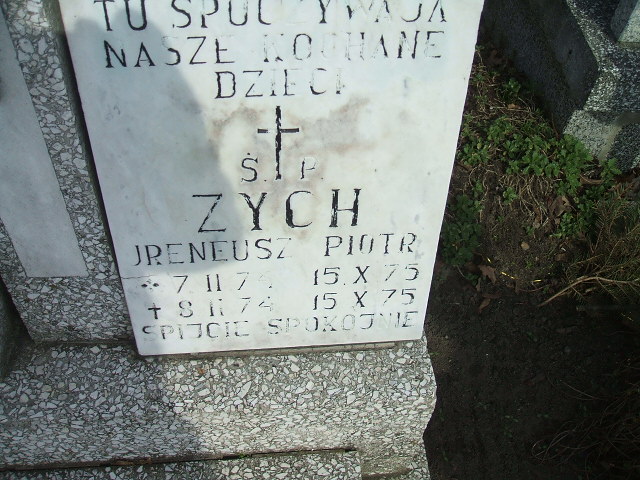 TU SPOCZYWAJĄ
NASZE KOCHANE
DZIECI
Ś. P.
ZYCH
IRENEUSZ PIOTR
* 7 II 74 15.X 75
+ 8 II 74 15 X 75
ŚPIJCIE SPOKOJNIE